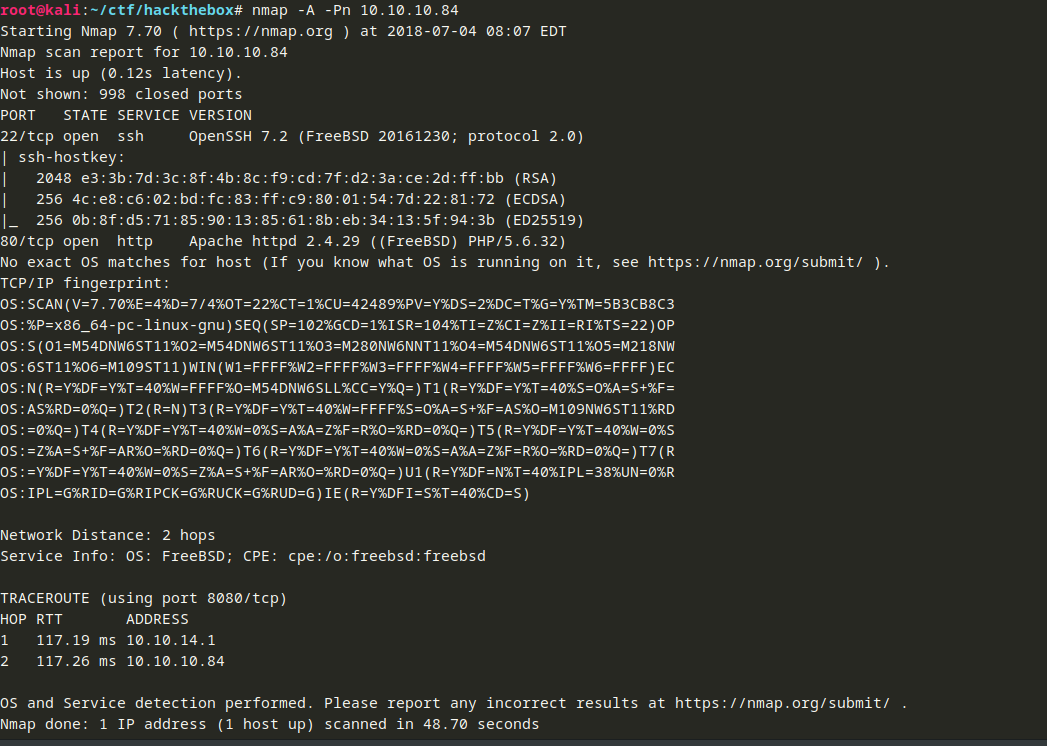 root@kali:~/ctf/hackthebox# nmap -A -Pn 10.10.10.84
Starting Nmap 7.70 ( https://nmap.org ) at 2018-07-04 08:07 EDT
Nmap scan report for 10.10.10.84
Host is up (0.12s latency).
Not shown: 998 closed ports
PORT   STATE SERVICE VERSION
22/tcp open  ssh     OpenSSH 7.2 (FreeBSD 20161230; protocol 2.0)
| ssh-hostkey:
|   2048 e3:3b:7d:3c:8f:4b:8c:f9:cd:7f:d2:3a:ce:2d:ff:bb (RSA)
|   256 4c:e8:c6:02:bd:fc:83:ff:c9:80:01:54:7d:22:81:72 (ECDSA)
|_  256 0b:8f:d5:71:85:90:13:85:61:8b:eb:34:13:5f:94:3b (ED25519)
80/tcp open  http    Apache httpd 2.4.29 ((FreeBSD) PHP/5.6.32)
No exact OS matches for host (If you know what OS is running on it, see https://nmap.org/submit/ ).
TCP/IP fingerprint:
OS:SCAN(V=7.70%E=4%D=7/4%OT=22%CT=1%CU=42489%PV=Y%DS=2%DC=T%G=Y%TM=5B3CB8C3
OS:%P=x86_64-pc-linux-gnu)SEQ(SP=102%GCD=1%ISR=104%TI=Z%CI=Z%II=RI%TS=22)OP
OS:S(O1=M54DNW6ST11%O2=M54DNW6ST11%O3=M280NW6NNT11%O4=M54DNW6ST11%O5=M218NW
OS:6ST11%O6=M109ST11)WIN(W1=FFFF%W2=FFFF%W3=FFFF%W4=FFFF%W5=FFFF%W6=FFFF)EC
OS:N(R=Y%DF=Y%T=40%W=FFFF%O=M54DNW6SLL%CC=Y%Q=)T1(R=Y%DF=Y%T=40%S=O%A=S+%F=
OS:AS%RD=0%Q=)T2(R=N)T3(R=Y%DF=Y%T=40%W=FFFF%S=O%A=S+%F=AS%O=M109NW6ST11%RD
OS:=0%Q=)T4(R=Y%DF=Y%T=40%W=0%S=A%A=Z%F=R%O=%RD=0%Q=)T5(R=Y%DF=Y%T=40%W=0%S
OS:=Z%A=S+%F=AR%O=%RD=0%Q=)T6(R=Y%DF=Y%T=40%W=0%S=A%A=Z%F=R%O=%RD=0%Q=)T7(R
OS:=Y%DF=Y%T=40%W=0%S=Z%A=S+%F=AR%O=%RD=0%Q=)U1(R=Y%DF=N%T=40%IPL=38%UN=0%R
OS:IPL=G%RID=G%RIPCK=G%RUCK=G%RUD=G)IE(R=Y%DFI=S%T=40%CD=S)

Network Distance: 2 hops
Service Info: OS: FreeBSD; CPE: cpe:/o:freebsd:freebsd

TRACEROUTE (using port 8080/tcp)
HOP RTT       ADDRESS
1   117.19 ms 10.10.14.1
2   117.26 ms 10.10.10.84

OS and Service detection performed. Please report any incorrect results at https://nmap.org/submit/ .
Nmap done: 1 IP address (1 host up) scanned in 48.70 seconds